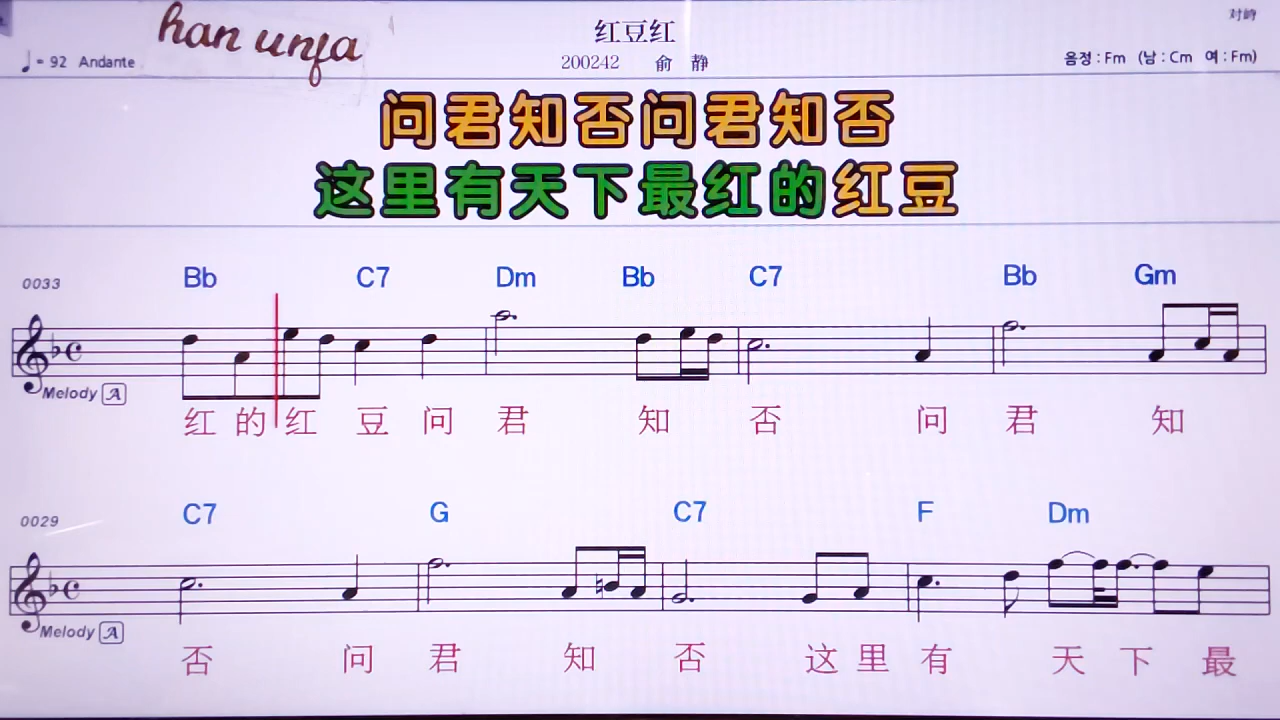 han unfa
红豆红
对峙
♩= 92 Andante
200242 俞 静
음정 : Fm (남 : Cm 여 : Fm)
问君知否问君知否
这里有天下最红的红豆
0033 Bb C7 Dm Bb C7 Bb Gm
Melody A
红 的 红 豆 问 君 知 否 问 君 知
0029 C7 G C7 F Dm
Melody A
否 问 君 知 否 这 里 有 天 下 最